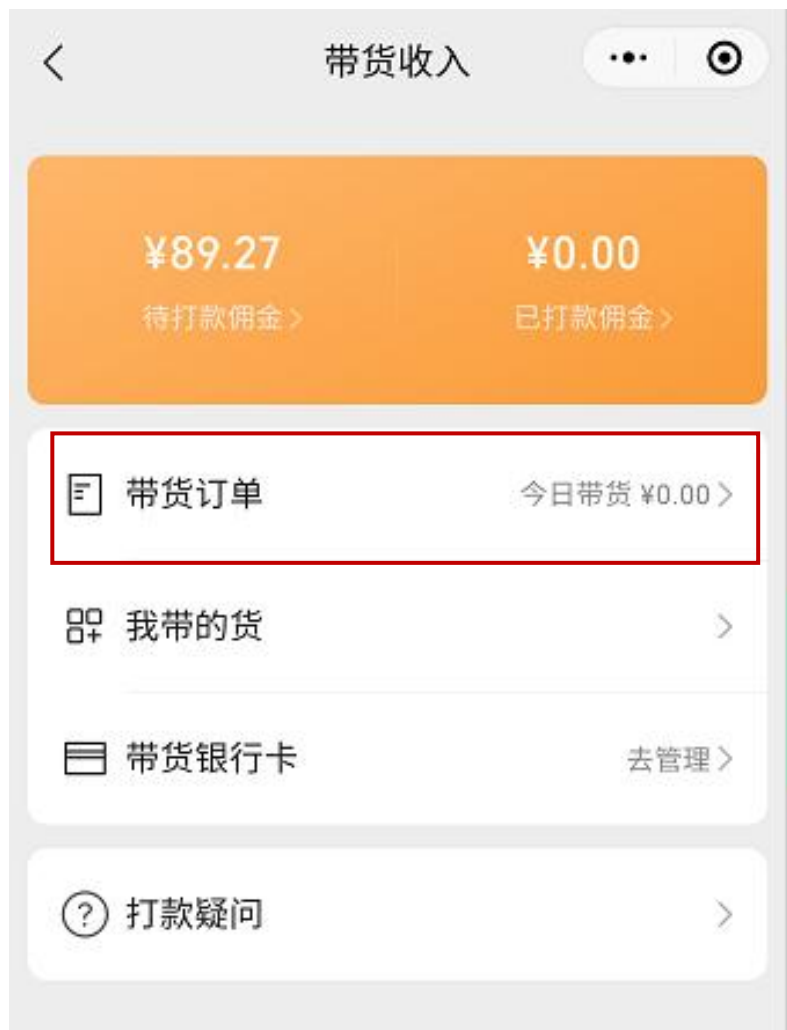 带货收入
¥89.27 ¥0.00
待打款佣金 已打款佣金
带货订单 今日带货 ¥0.00
我带的货
带货银行卡 去管理
打款疑问